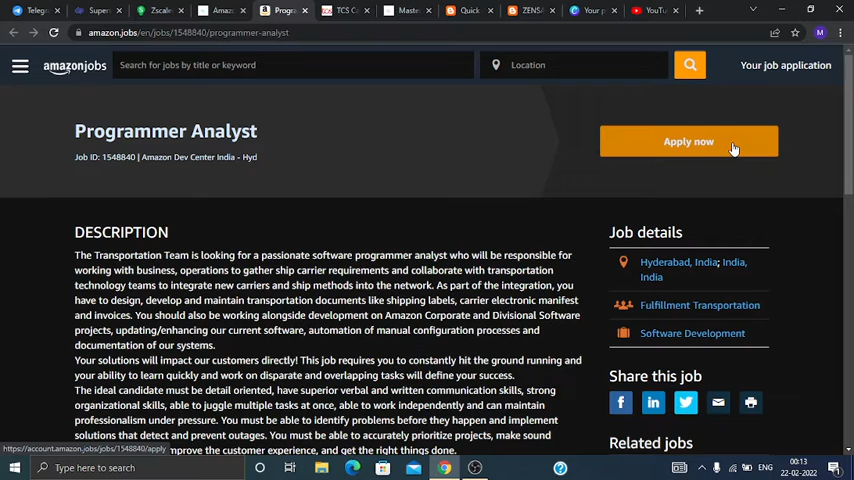 Telegr
Supers
Zscale
Amazo
Progra
TCS C
Master
Quick
ZENSA
Your p
YouTu
amazon.jobs/en/jobs/1548840/programmer-analyst
M
amazonjobs
Search for jobs by title or keyword
Location
Your job application
Programmer Analyst
Apply now
Job ID: 1548840 | Amazon Dev Center India - Hyd
DESCRIPTION
The Transportation Team is looking for a passionate software programmer analyst who will be responsible for
working with business, operations to gather ship carrier requirements and collaborate with transportation
technology teams to integrate new carriers and ship methods into the network. As part of the integration, you
have to design, develop and maintain transportation documents like shipping labels, carrier electronic manifest
and invoices. You should also be working alongside development on Amazon Corporate and Divisional Software
projects, updating/enhancing our current software, automation of manual configuration processes and
documentation of our systems.
Your solutions will impact our customers directly! This job requires you to constantly hit the ground running and
your ability to learn quickly and work on disparate and overlapping tasks will define your success.
The ideal candidate must be detail oriented, have superior verbal and written communication skills, strong
organizational skills, able to juggle multiple tasks at once, able to work independently and can maintain
professionalism under pressure. You must be able to identify problems before they happen and implement
solutions that detect and prevent outages. You must be able to accurately prioritize projects, make sound
improve the customer experience, and get the right things done.
Job details
Hyderabad, India; India,
India
Fulfillment Transportation
Software Development
Share this job
Related jobs
https://account.amazon.jobs/jobs/1548840/apply
Type here to search
ENG
00:13
22-02-2022